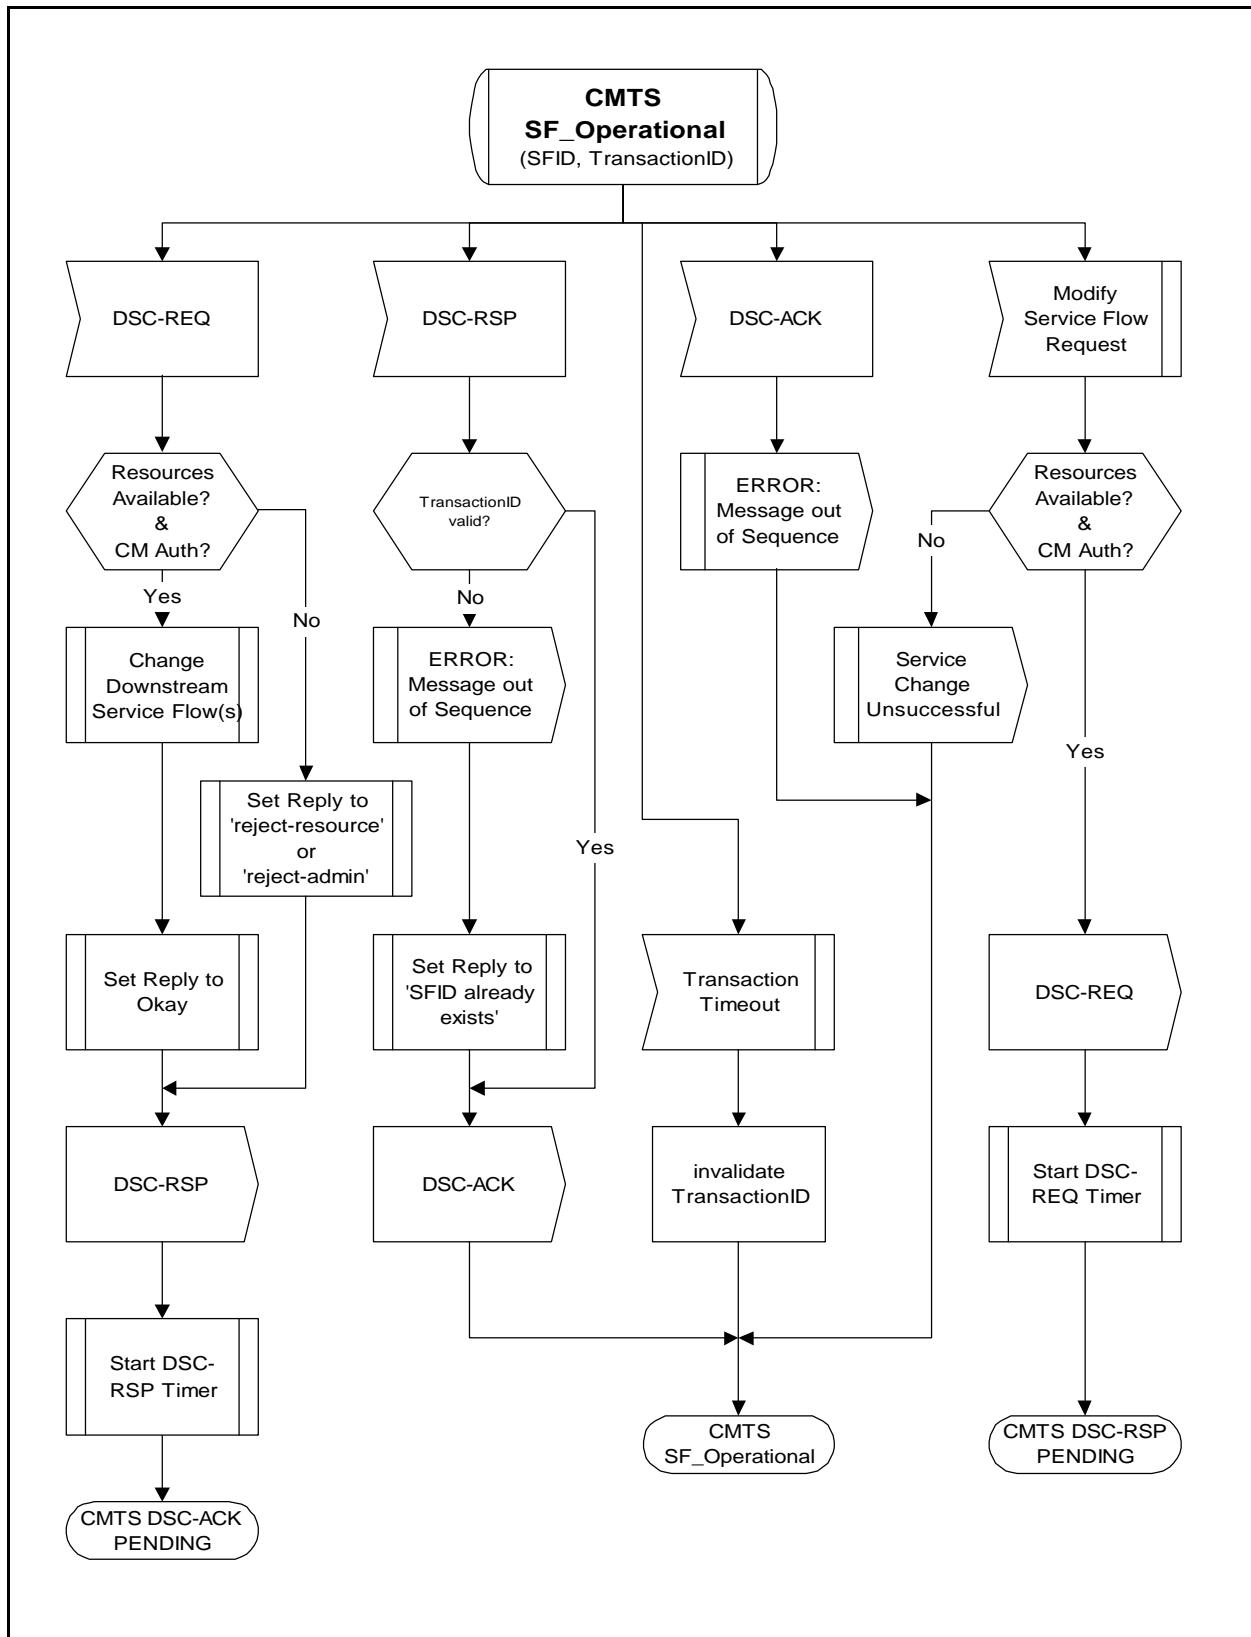 CMTS
SF_Operational
(SFID, TransactionID)
DSC-REQ
DSC-RSP
DSC-ACK
Modify
Service Flow
Request
Resources
Available?
&
CM Auth?
TransactionID
valid?
ERROR:
Message out
of Sequence
Resources
Available?
&
CM Auth?
No
Yes
No
No
Change
Downstream
Service Flow(s)
ERROR:
Message out
of Sequence
Service
Change
Unsuccessful
Yes
Set Reply to
'reject-resource'
or
'reject-admin'
Yes
Set Reply to
Okay
Set Reply to
'SFID already
exists'
Transaction
Timeout
DSC-REQ
DSC-RSP
DSC-ACK
invalidate
TransactionID
Start DSC-
REQ Timer
Start DSC-
RSP Timer
CMTS
SF_Operational
CMTS DSC-RSP
PENDING
CMTS DSC-ACK
PENDING